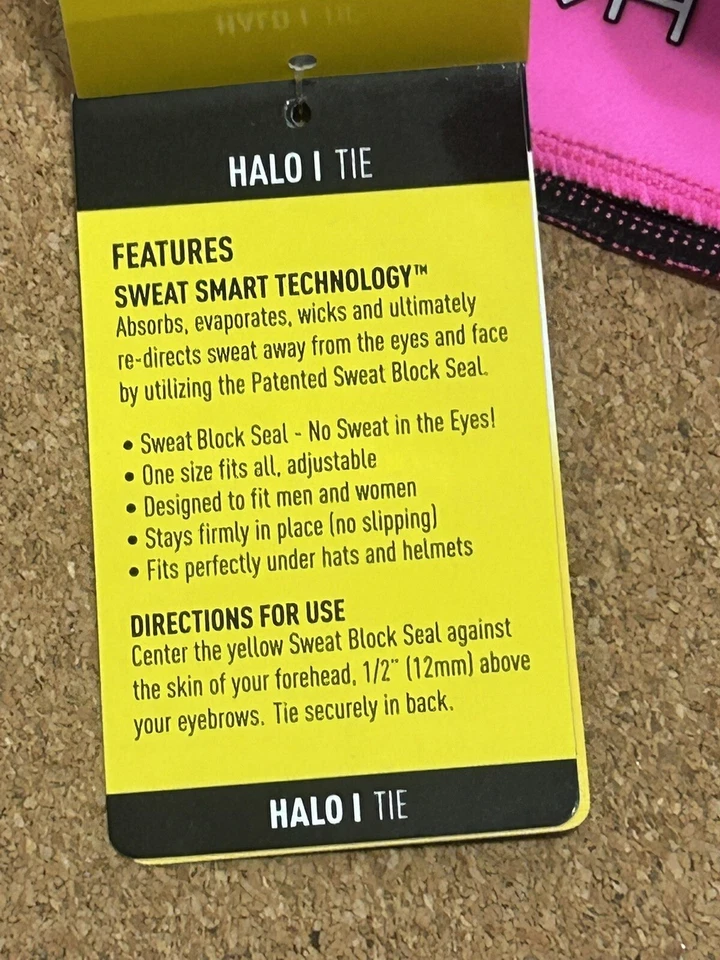 HALO I TIE
HALO I TIE
FEATURES
SWEAT SMART TECHNOLOGY™
Absorbs, evaporates, wicks and ultimately
re-directs sweat away from the eyes and face
by utilizing the Patented Sweat Block Seal.
• Sweat Block Seal - No Sweat in the Eyes!
• One size fits all, adjustable
• Designed to fit men and women
• Stays firmly in place (no slipping)
• Fits perfectly under hats and helmets
DIRECTIONS FOR USE
Center the yellow Sweat Block Seal against
the skin of your forehead, 1/2" (12mm) above
your eyebrows. Tie securely in back.
HALO I TIE